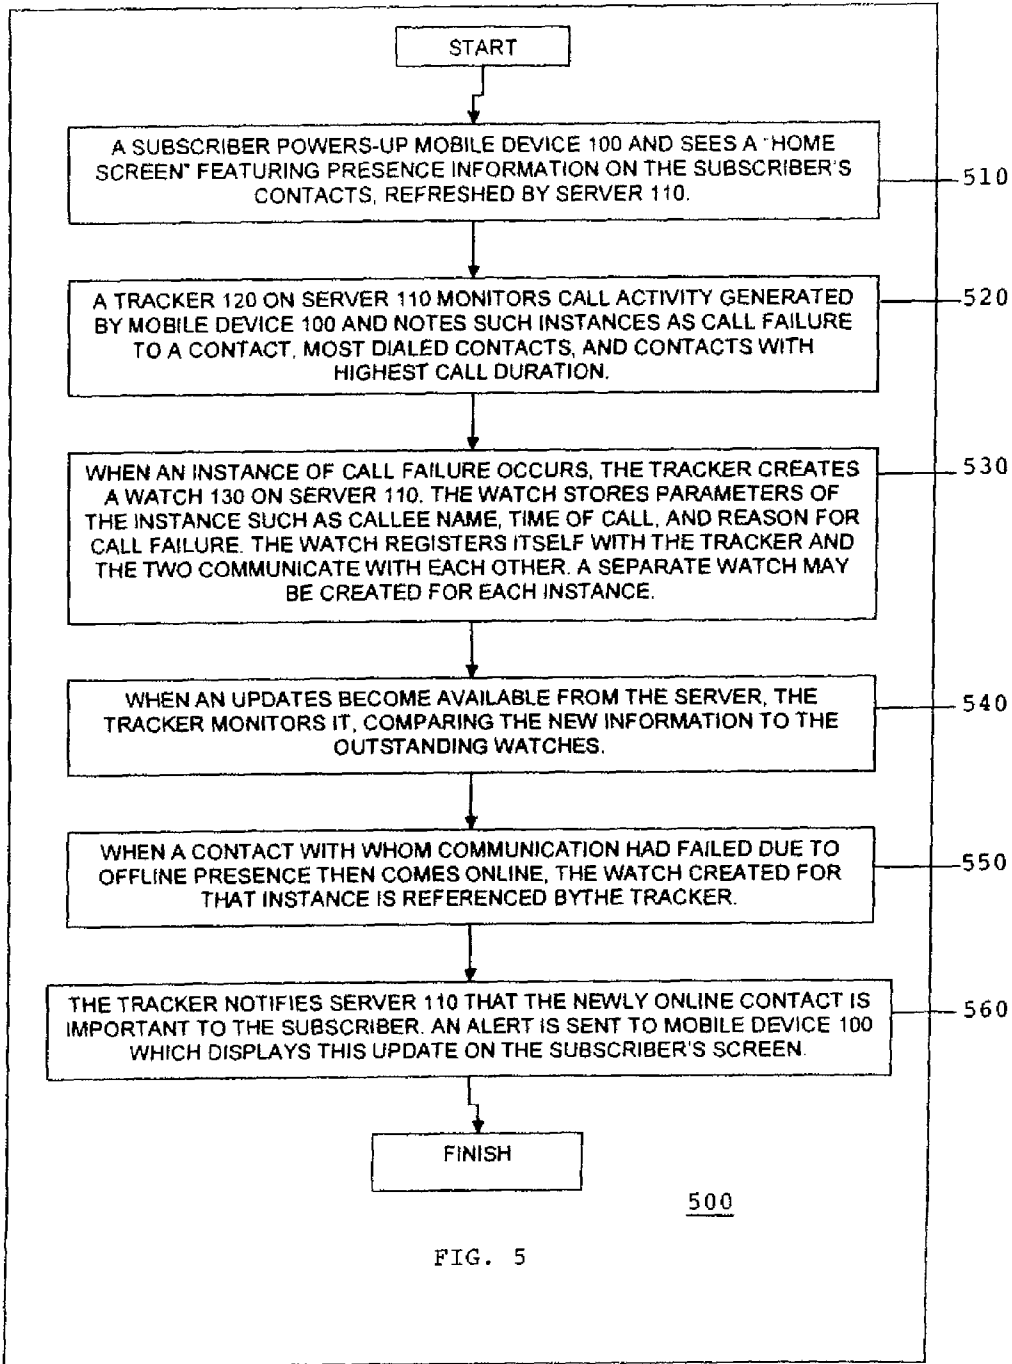 START
A SUBSCRIBER POWERS-UP MOBILE DEVICE 100 AND SEES A "HOME
SCREEN" FEATURING PRESENCE INFORMATION ON THE SUBSCRIBER'S
CONTACTS, REFRESHED BY SERVER 110.
510
A TRACKER 120 ON SERVER 110 MONITORS CALL ACTIVITY GENERATED
BY MOBILE DEVICE 100 AND NOTES SUCH INSTANCES AS CALL FAILURE
TO A CONTACT, MOST DIALED CONTACTS, AND CONTACTS WITH
HIGHEST CALL DURATION.
520
WHEN AN INSTANCE OF CALL FAILURE OCCURS, THE TRACKER CREATES
A WATCH 130 ON SERVER 110. THE WATCH STORES PARAMETERS OF
THE INSTANCE SUCH AS CALLEE NAME, TIME OF CALL, AND REASON FOR
CALL FAILURE. THE WATCH REGISTERS ITSELF WITH THE TRACKER AND
THE TWO COMMUNICATE WITH EACH OTHER. A SEPARATE WATCH MAY
BE CREATED FOR EACH INSTANCE.
530
WHEN AN UPDATES BECOME AVAILABLE FROM THE SERVER, THE
TRACKER MONITORS IT, COMPARING THE NEW INFORMATION TO THE
OUTSTANDING WATCHES.
540
WHEN A CONTACT WITH WHOM COMMUNICATION HAD FAILED DUE TO
OFFLINE PRESENCE THEN COMES ONLINE, THE WATCH CREATED FOR
THAT INSTANCE IS REFERENCED BYTHE TRACKER.
550
THE TRACKER NOTIFIES SERVER 110 THAT THE NEWLY ONLINE CONTACT IS
IMPORTANT TO THE SUBSCRIBER. AN ALERT IS SENT TO MOBILE DEVICE 100
WHICH DISPLAYS THIS UPDATE ON THE SUBSCRIBER'S SCREEN.
560
FINISH
500
FIG. 5